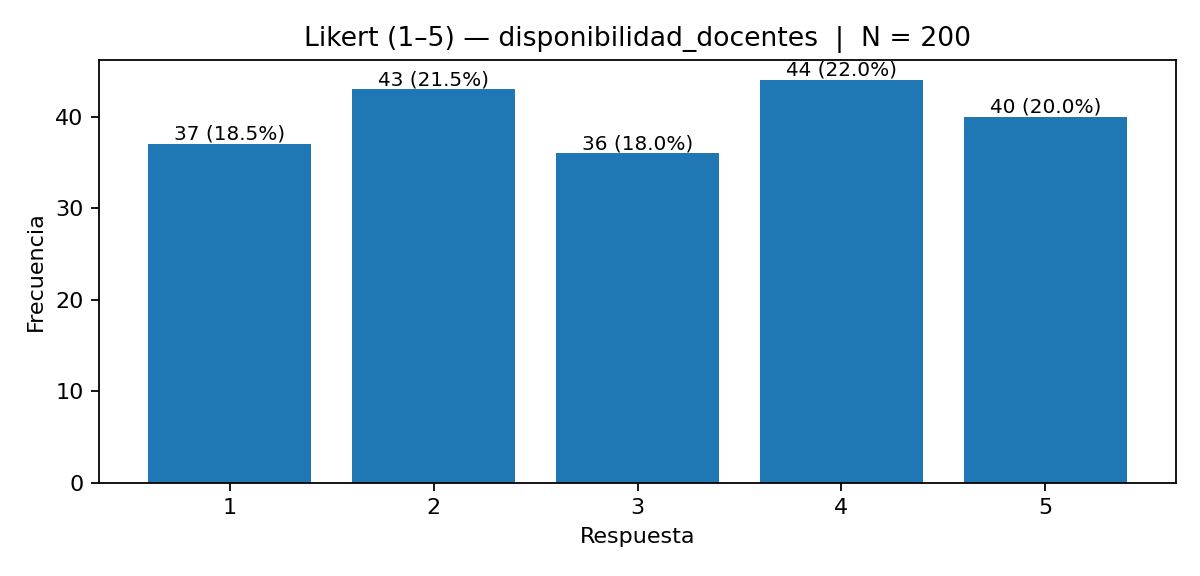 Likert (1–5) — disponibilidad_docentes | N = 200
Frecuencia
40
30
20
10
0
37 (18.5%)
43 (21.5%)
36 (18.0%)
44 (22.0%)
40 (20.0%)
1 2 3 4 5
Respuesta